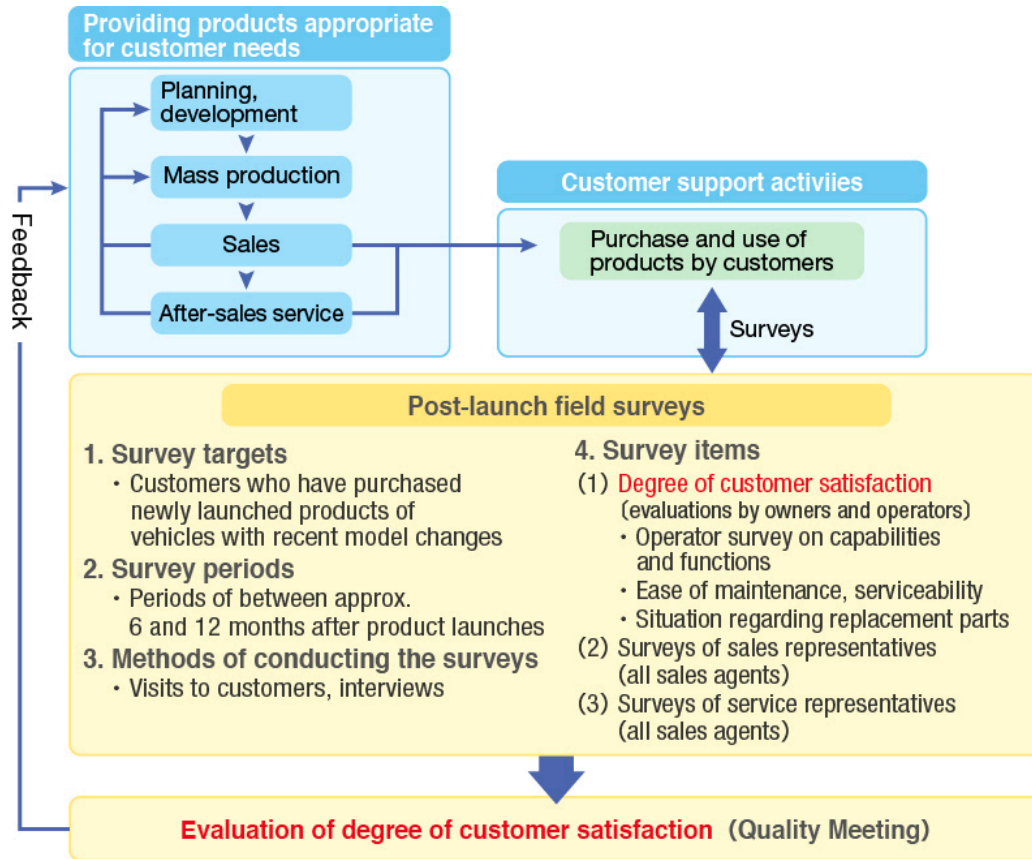 Providing products appropriate
for customer needs
Planning,
development
Mass production
Sales
After-sales service
Customer support activiies
Purchase and use of
products by customers
Surveys
Feedback
Post-launch field surveys
1. Survey targets
・Customers who have purchased
newly launched products of
vehicles with recent model changes
2. Survey periods
・Periods of between approx.
6 and 12 months after product launches
3. Methods of conducting the surveys
・Visits to customers, interviews
4. Survey items
(1) Degree of customer satisfaction
(evaluations by owners and operators)
・Operator survey on capabilities
and functions
・Ease of maintenance, serviceability
・Situation regarding replacement parts
(2) Surveys of sales representatives
(all sales agents)
(3) Surveys of service representatives
(all sales agents)
Evaluation of degree of customer satisfaction (Quality Meeting)